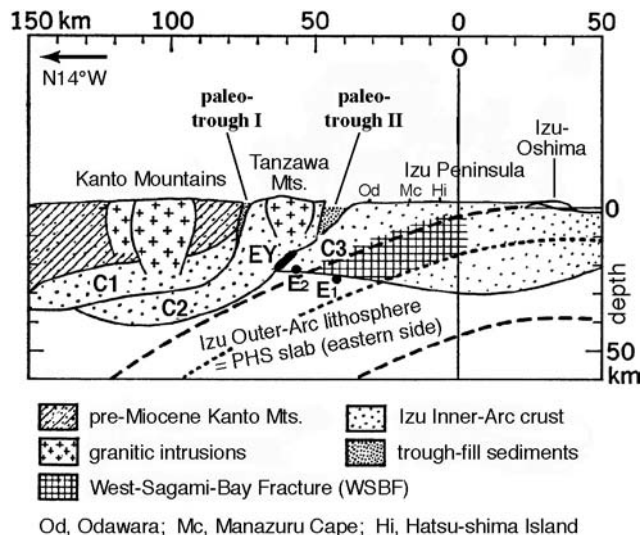 150 km 100 50 0 50
O
N14°W
paleo-
trough I
paleo-
trough II
Izu-
Oshima
Kanto Mountains
Tanzawa
Mts.
Izu Peninsula
Od Mc Hi
0
EY
C3
C1
C2
E2
E1
Izu Outer-Arc lithosphere
= PHS slab (eastern side)
depth
50
km
pre-Miocene Kanto Mts.
Izu Inner-Arc crust
granitic intrusions
trough-fill sediments
West-Sagami-Bay Fracture (WSBF)
Od, Odawara; Mc, Manazuru Cape; Hi, Hatsu-shima Island